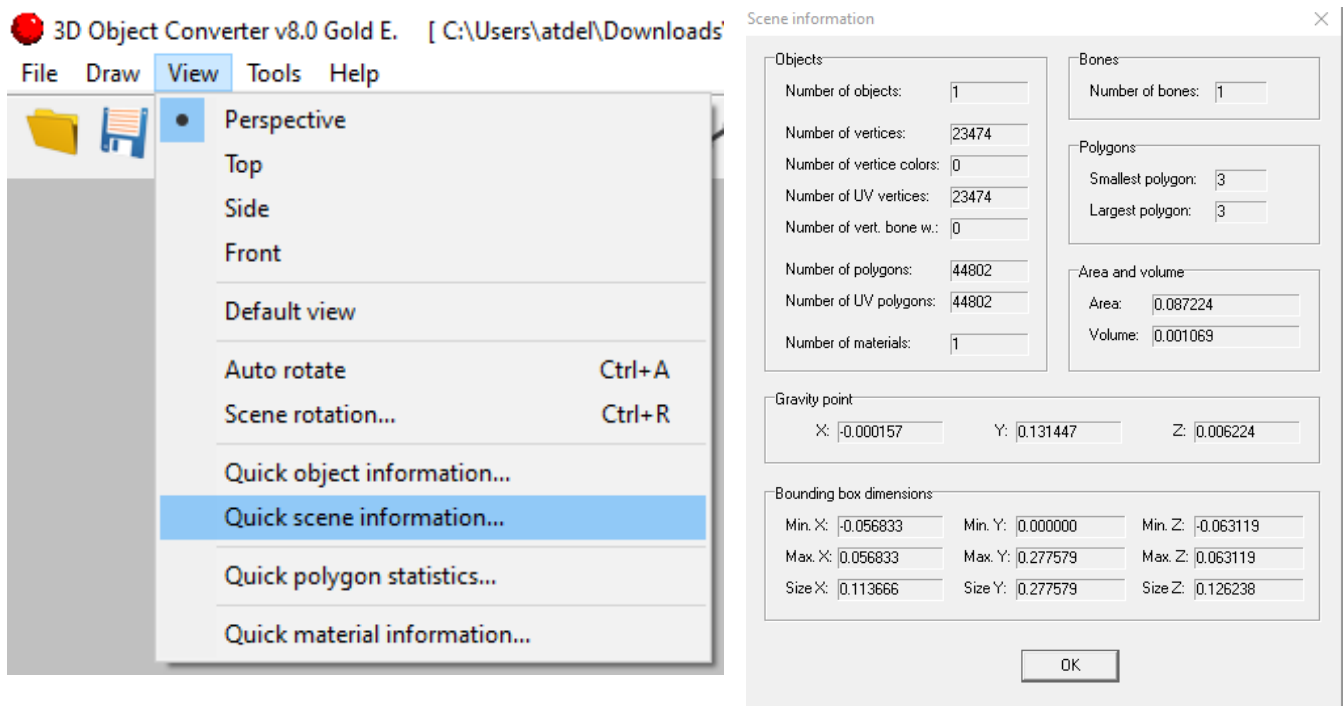 3D Object Converter v8.0 Gold E. [ C:\Users\atdel\Downloads'
File Draw View Tools Help
Perspective
Top
Side
Front
Default view
Auto rotate Ctrl+A
Scene rotation... Ctrl+R
Quick object information...
Quick scene information...
Quick polygon statistics...
Quick material information...
Scene information
Objects
Number of objects: 1
Number of vertices: 23474
Number of vertice colors: 0
Number of UV vertices: 23474
Number of vert. bone w.: 0
Number of polygons: 44802
Number of UV polygons: 44802
Number of materials: 1
Bones
Number of bones: 1
Polygons
Smallest polygon: 3
Largest polygon: 3
Area and volume
Area: 0.087224
Volume: 0.001069
Gravity point
X: -0.000157 Y: 0.131447 Z: 0.006224
Bounding box dimensions
Min. X: -0.056833 Min. Y: 0.000000 Min. Z: -0.063119
Max. X: 0.056833 Max. Y: 0.277579 Max. Z: 0.063119
Size X: 0.113666 Size Y: 0.277579 Size Z: 0.126238
OK